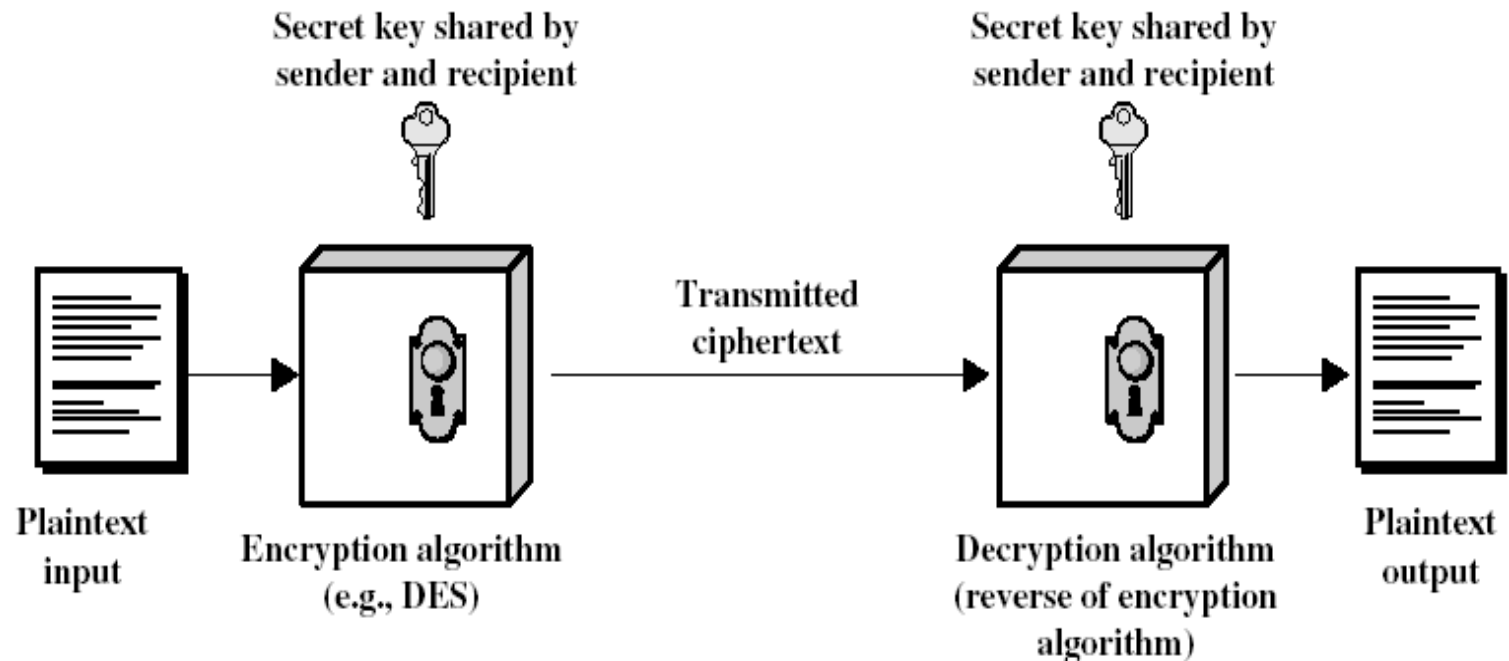 Secret key shared by
sender and recipient
Secret key shared by
sender and recipient
Transmitted
ciphertext
Plaintext
input
Encryption algorithm
(e.g., DES)
Decryption algorithm
(reverse of encryption
algorithm)
Plaintext
output